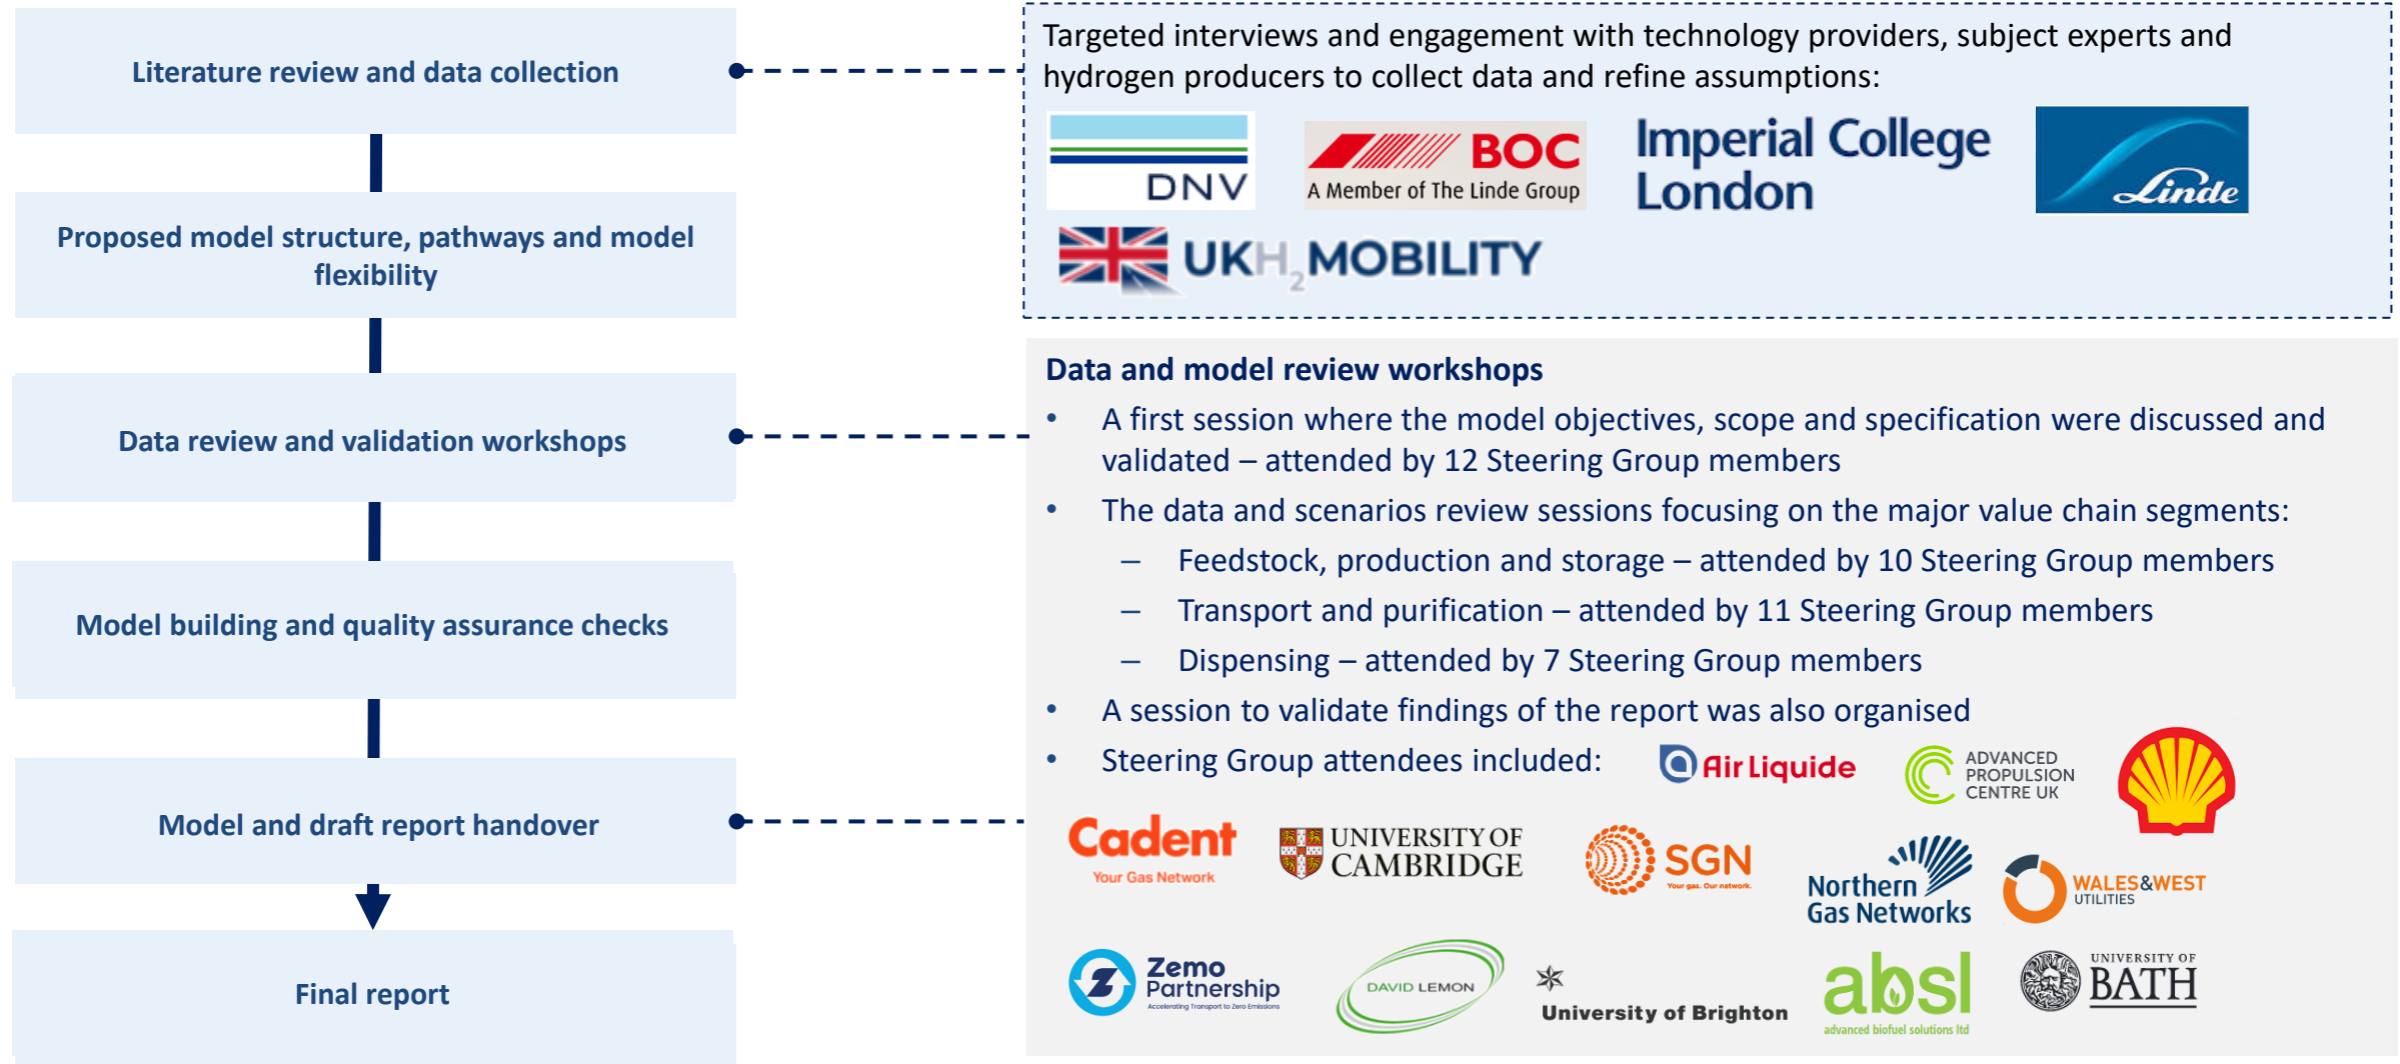 Literature review and data collection
Proposed model structure, pathways and model
flexibility
Data review and validation workshops
Model building and quality assurance checks
Model and draft report handover
Final report
Targeted interviews and engagement with technology providers, subject experts and
hydrogen producers to collect data and refine assumptions:
DNV
BOC
A Member of The Linde Group
Imperial College
London
Linde
UKH2MOBILITY
Data and model review workshops
• A first session where the model objectives, scope and specification were discussed and
validated – attended by 12 Steering Group members
• The data and scenarios review sessions focusing on the major value chain segments:
– Feedstock, production and storage – attended by 10 Steering Group members
– Transport and purification – attended by 11 Steering Group members
– Dispensing – attended by 7 Steering Group members
• A session to validate findings of the report was also organised
• Steering Group attendees included:
Air Liquide
ADVANCED
PROPULSION
CENTRE UK
Cadent
Your Gas Network
UNIVERSITY OF
CAMBRIDGE
SGN
Your gas. Our network.
Northern
Gas Networks
WALES&WEST
UTILITIES
Zemo
Partnership
Accelerating Transport to Zero Emissions
DAVID LEMON
University of Brighton
absl
advanced biofuel solutions ltd
UNIVERSITY OF
BATH